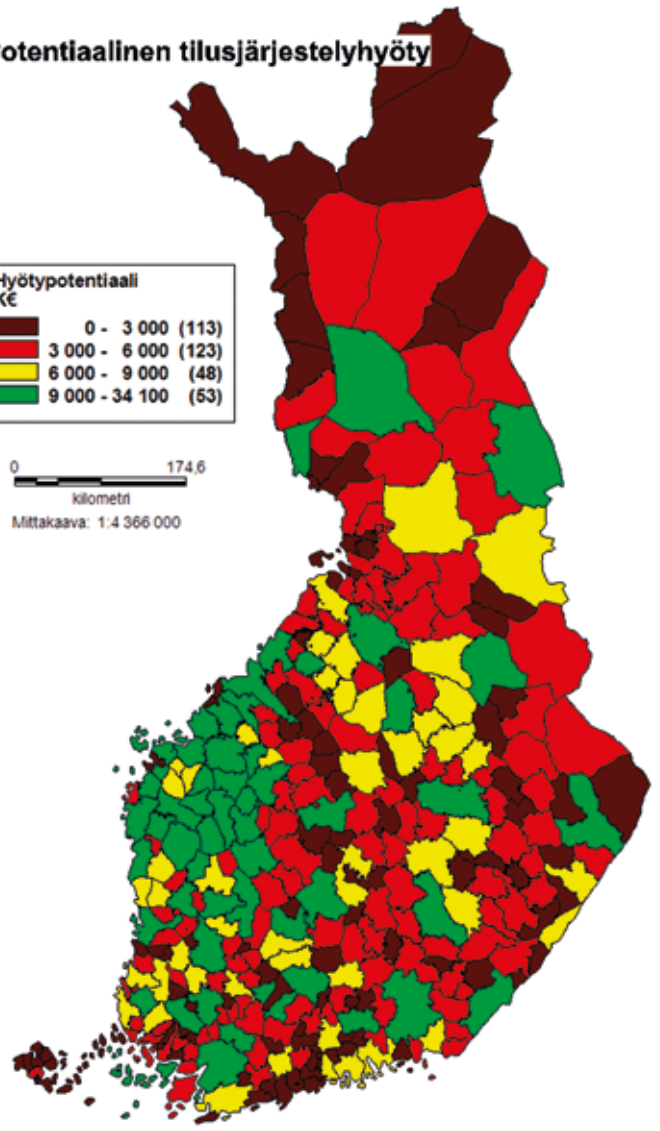 otentiaalinen tilusjärjestelyhyöty
Hyötypotentiaali
K€
0 - 3 000 (113)
3 000 - 6 000 (123)
6 000 - 9 000 (48)
9 000 - 34 100 (53)
0 174,6
kilometri
Mittakaava: 1:4 366 000